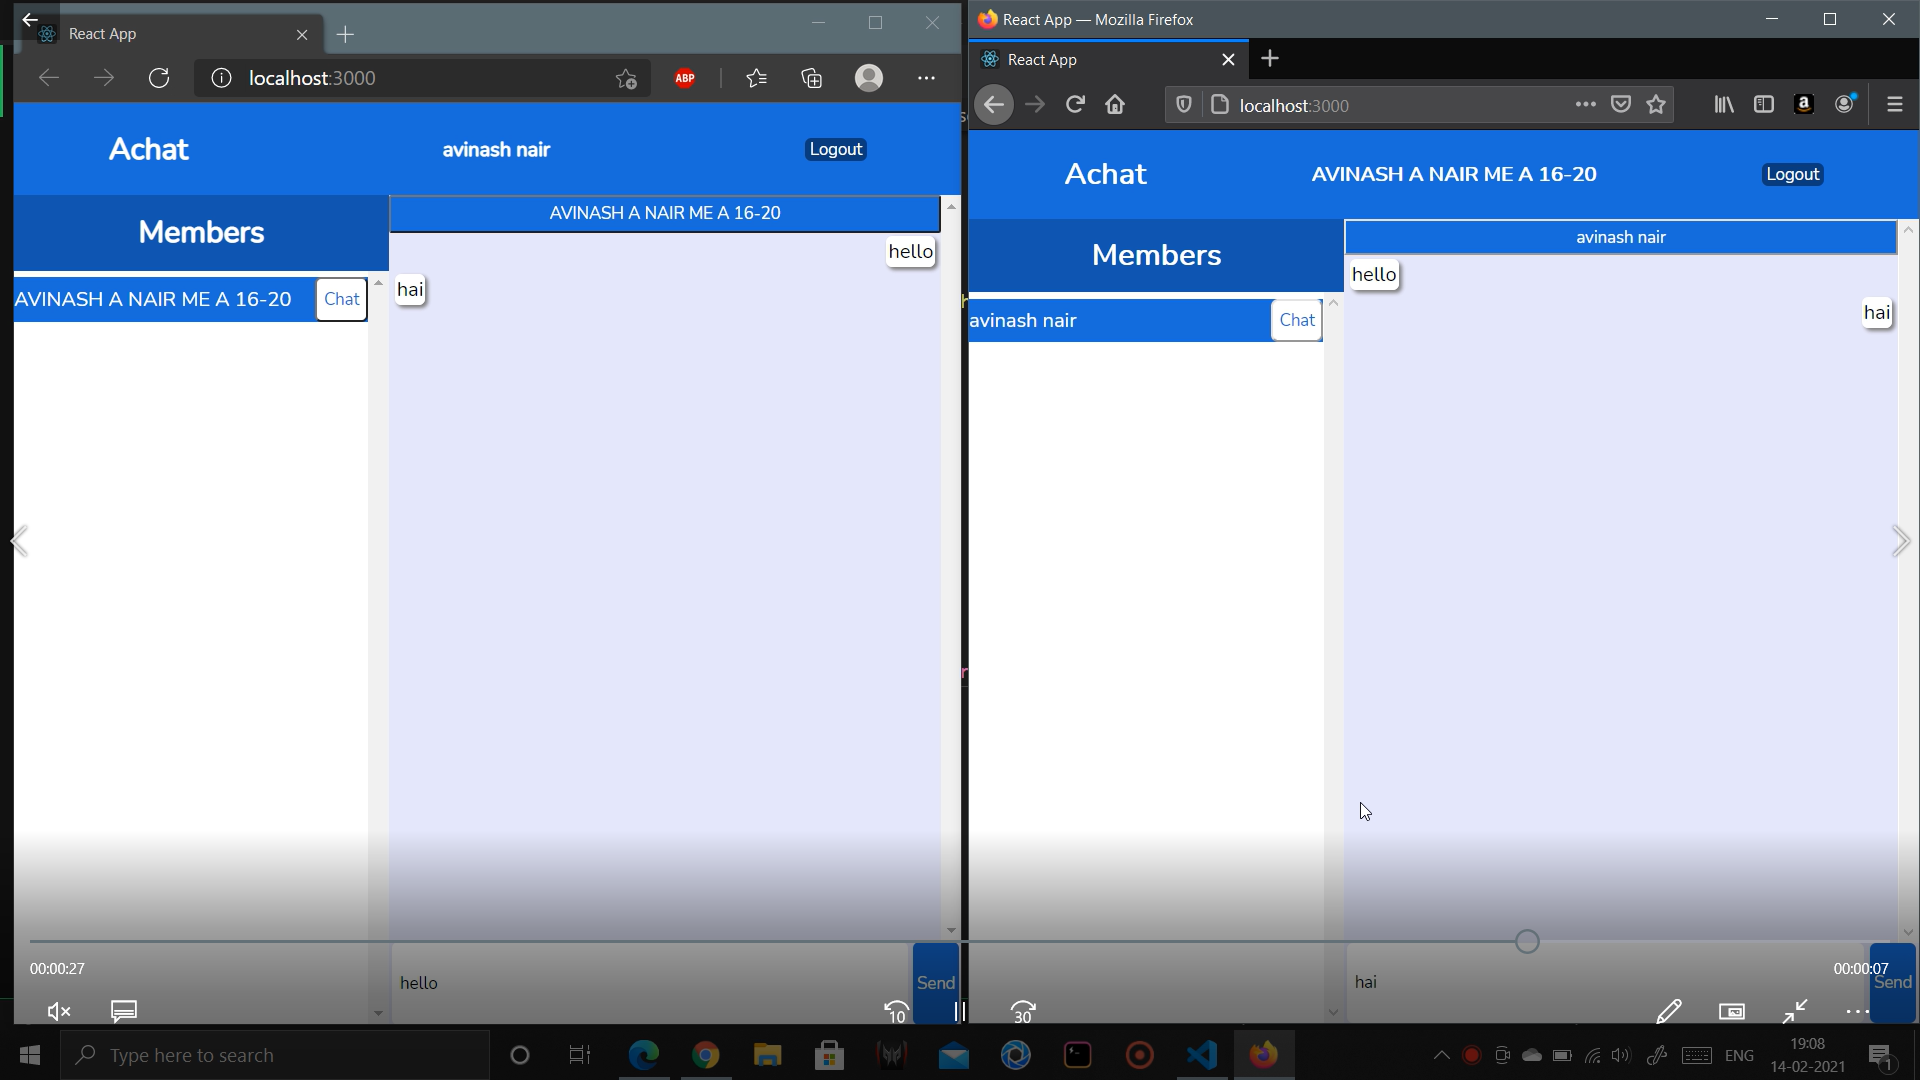 React App
localhost:3000
ABP
Achat
avinash nair
Logout
Members
AVINASH A NAIR ME A 16-20
Chat
AVINASH A NAIR ME A 16-20
hello
hai
hello
Send
React App — Mozilla Firefox
React App
localhost:3000
a
Achat
AVINASH A NAIR ME A 16-20
Logout
Members
avinash nair
Chat
avinash nair
hello
hai
hai
Send
00:00:27
00:00:07
10
30
Type here to search
ENG
19:08
14-02-2021
1